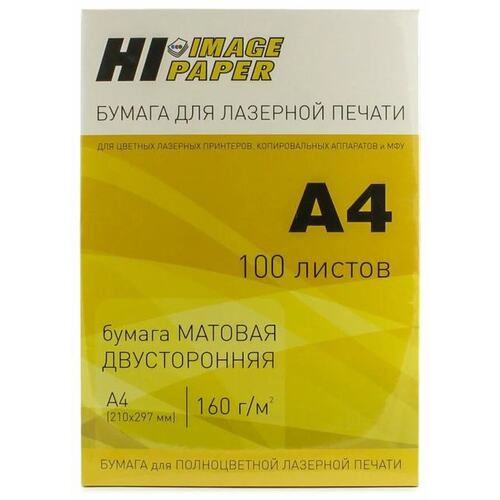 HI IMAGE
PAPER
БУМАГА ДЛЯ ЛАЗЕРНОЙ ПЕЧАТИ
ДЛЯ ЦВЕТНЫХ ЛАЗЕРНЫХ ПРИНТЕРОВ, КОПИРОВАЛЬНЫХ АППАРАТОВ и МФУ
A4
100 ЛИСТОВ
бумага МАТОВАЯ
ДВУСТОРОННЯЯ
A4
(210x297 мм)
160 г/м²
БУМАГА для ПОЛНОЦВЕТНОЙ ЛАЗЕРНОЙ ПЕЧАТИ